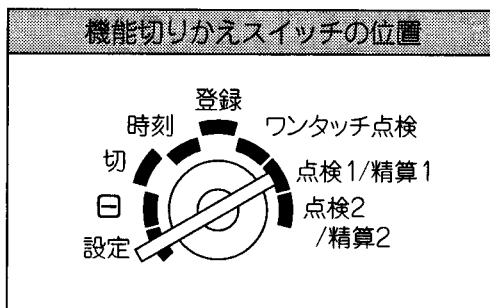 機能切りかえスイッチの位置
登録
時刻
ワンタッチ点検
切
点検1/精算1
日
点検2
/精算2
設定